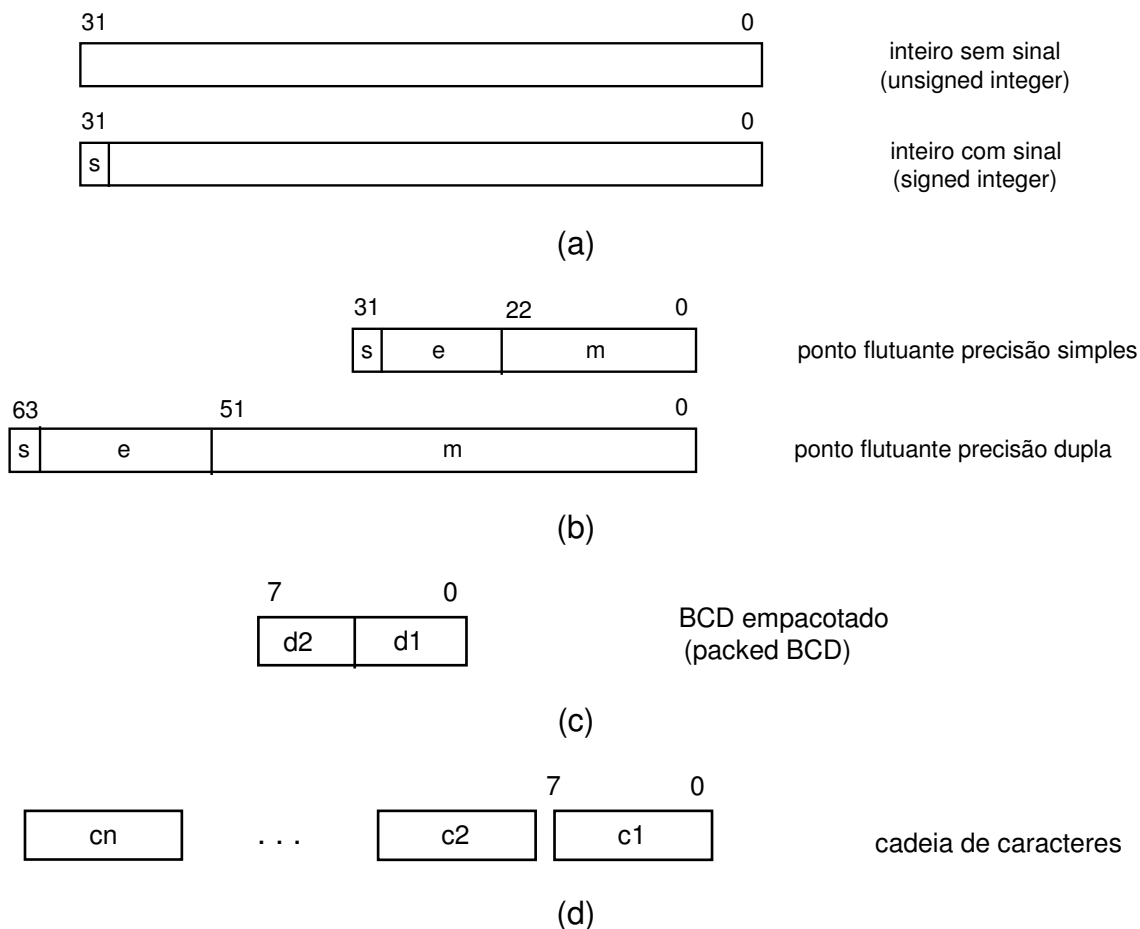 31 0
inteiro sem sinal
(unsigned integer)
31 0
s
inteiro com sinal
(signed integer)
(a)
31 22 0
s e m
ponto flutuante precisão simples
63 51 0
s e m
ponto flutuante precisão dupla
(b)
7 0
d2 d1
BCD empacotado
(packed BCD)
(c)
7 0
cn . . . c2 c1
cadeia de caracteres
(d)